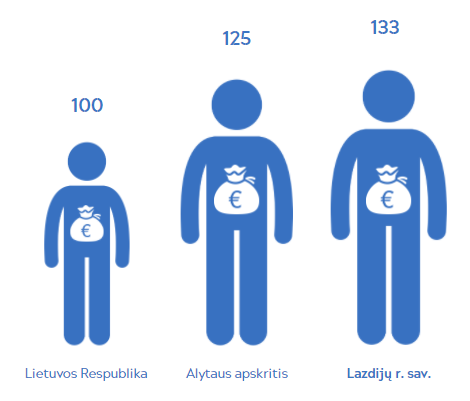 133
125
100
€
€
€
Lietuvos Respublika
Alytaus apskritis
Lazdijų r. sav.